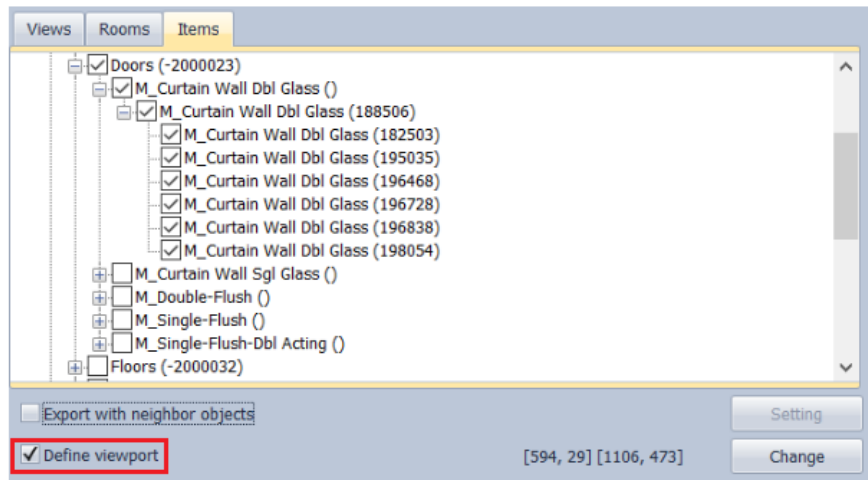 Views Rooms Items
Doors (-2000023)
M_Curtain Wall Dbl Glass ()
M_Curtain Wall Dbl Glass (188506)
M_Curtain Wall Dbl Glass (182503)
M_Curtain Wall Dbl Glass (195035)
M_Curtain Wall Dbl Glass (196468)
M_Curtain Wall Dbl Glass (196728)
M_Curtain Wall Dbl Glass (196838)
M_Curtain Wall Dbl Glass (198054)
M_Curtain Wall Sgl Glass ()
M_Double-Flush ()
M_Single-Flush ()
M_Single-Flush-Dbl Acting ()
Floors (-2000032)
Export with neighbor objects Setting
Define viewport [594, 29] [1106, 473] Change